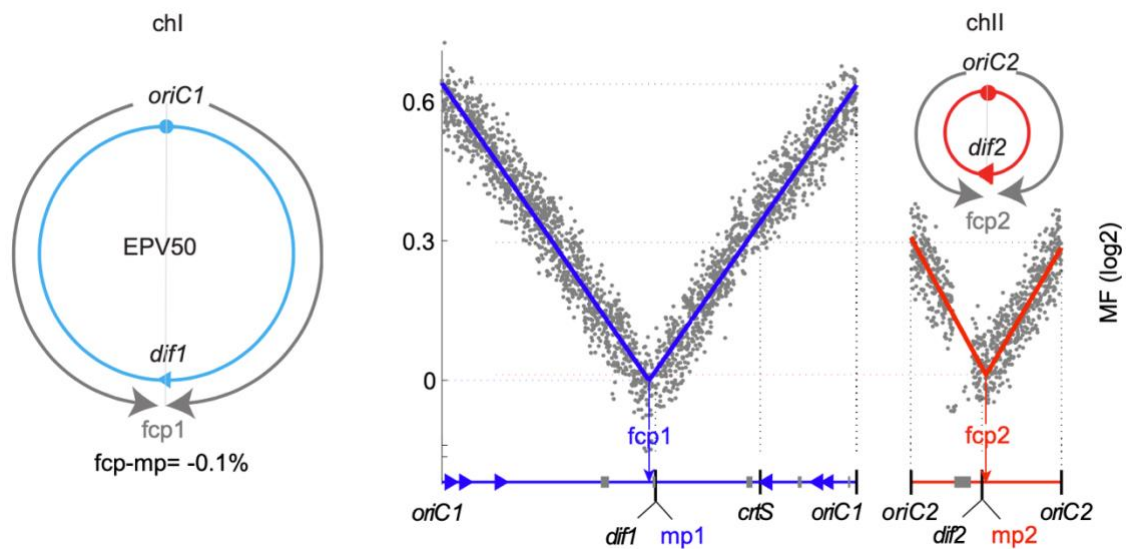 chI
oriC1
EPV50
dif1
fcp1
fcp-mp= -0.1%
0.6
0.3
0
fcp1
oriC1
dif1
mp1
crtS
oriC1
chII
oriC2
dif2
fcp2
MF (log2)
fcp2
oriC2
dif2
mp2
oriC2